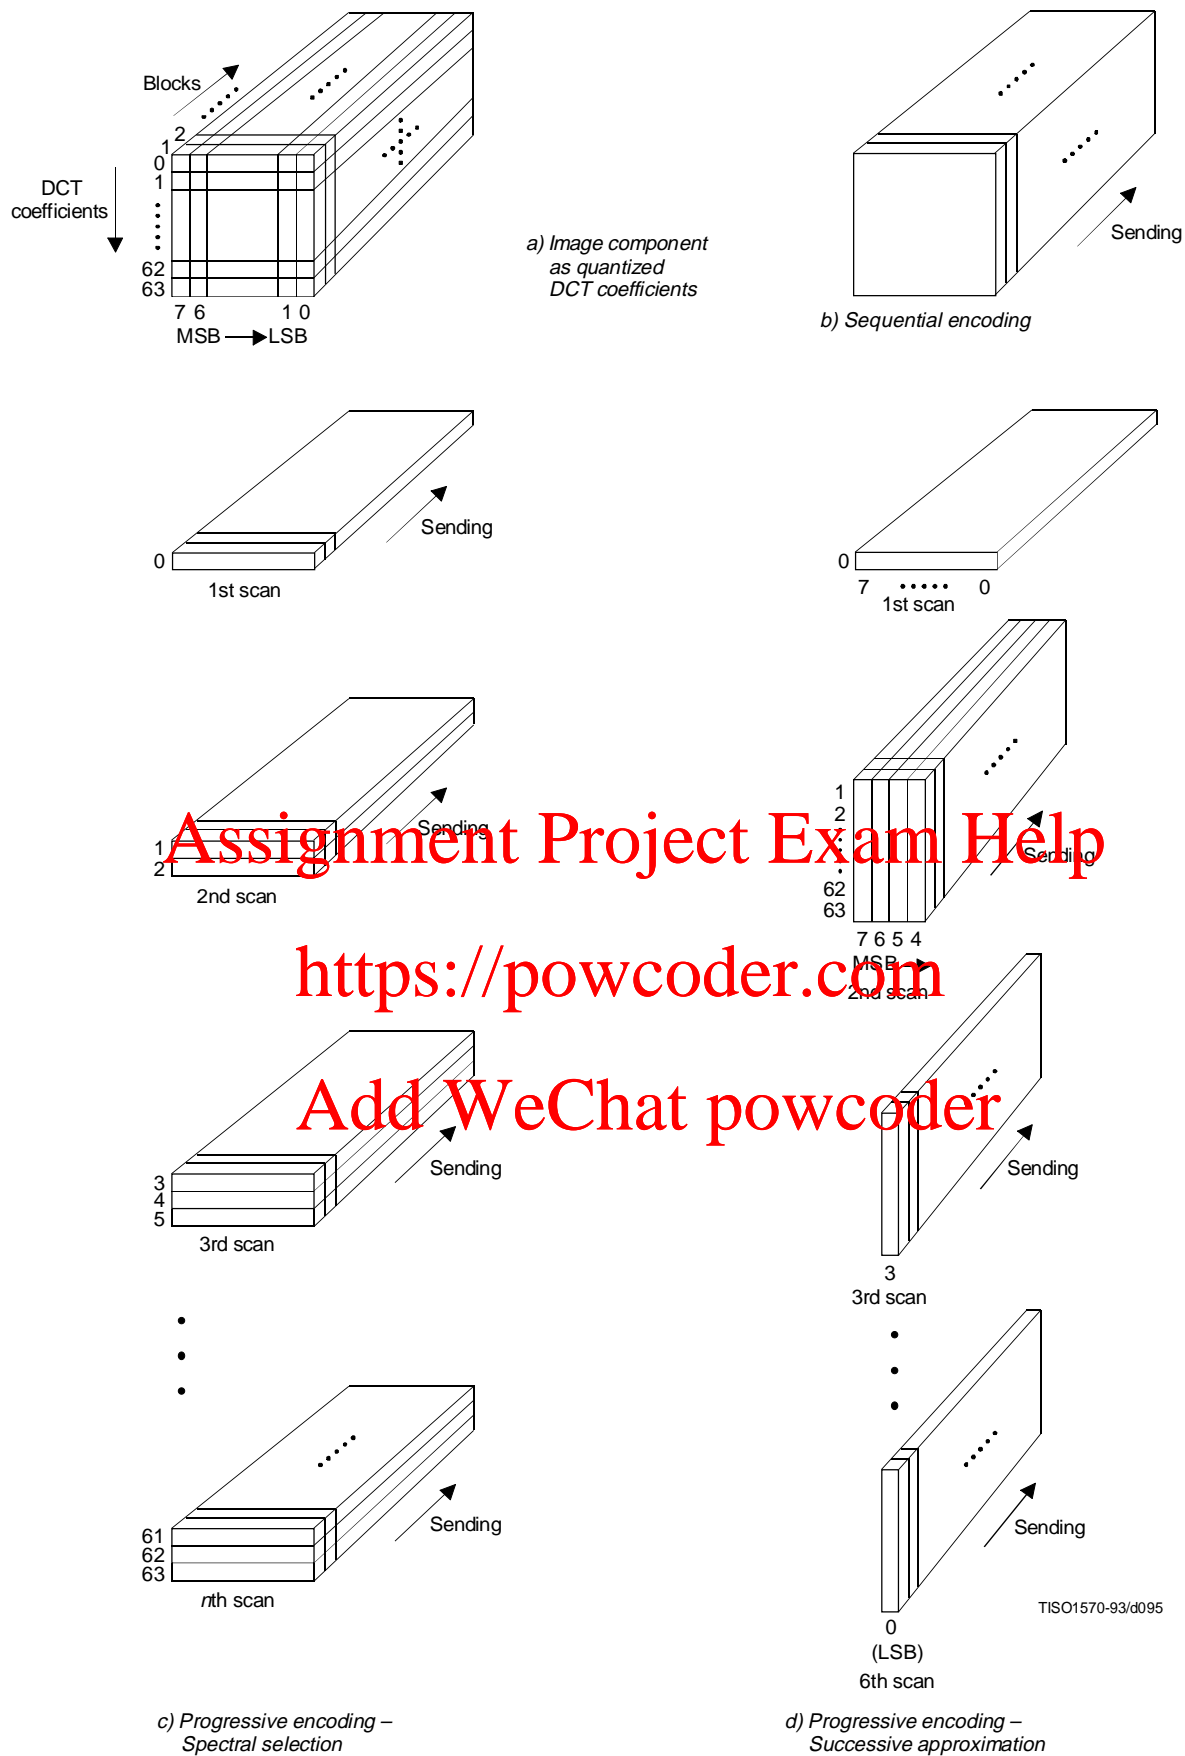 Blocks
2
1
0
1
DCT
coefficients
62
63
7 6 1 0
MSB LSB
a) Image component
as quantized
DCT coefficients
Sending
b) Sequential encoding
0
Sending
1st scan
0
7 0
1st scan
1
2
Sending
2nd scan
1
2
62
63
Sending
7 6 5 4
MSB
2nd scan
Assignment Project Exam Help
https://powcoder.com
Add WeChat powcoder
3
4
5
Sending
3rd scan
Sending
3
3rd scan
61
62
63
Sending
nth scan
Sending
0
(LSB)
6th scan
TISO1570-93/d095
c) Progressive encoding –
Spectral selection
d) Progressive encoding –
Successive approximation